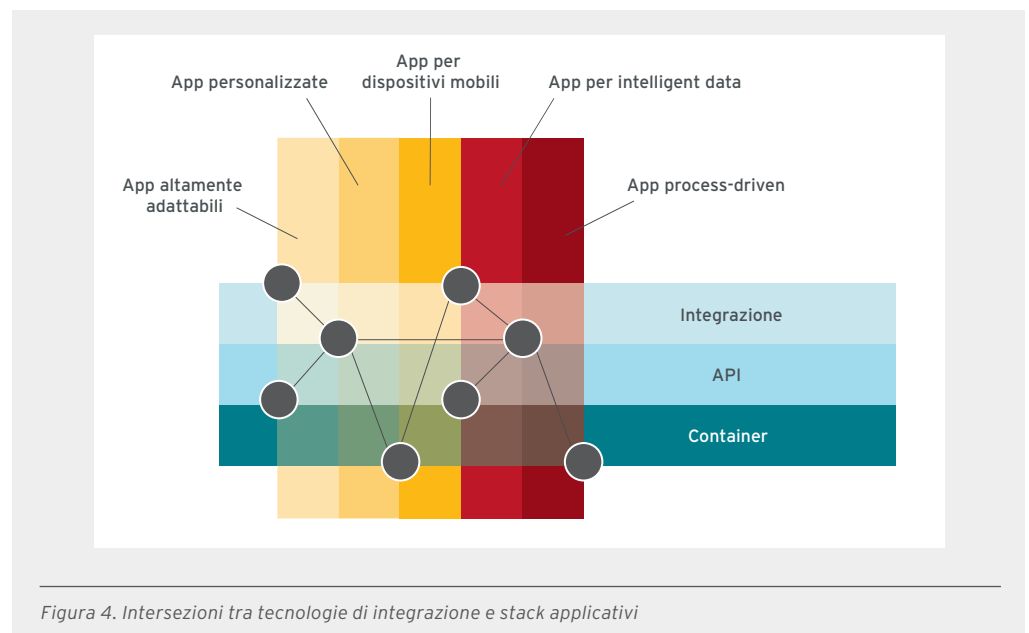 App per
dispositivi mobili
App personalizzate
App per intelligent data
App altamente
adattabili
App process-driven
Integrazione
API
Container
Figura 4. Intersezioni tra tecnologie di integrazione e stack applicativi